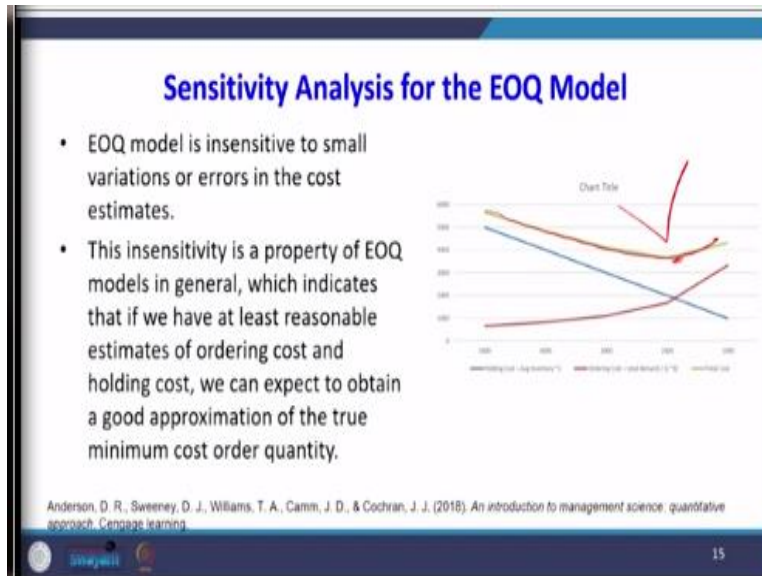 Sensitivity Analysis for the EOQ Model
• EOQ model is insensitive to small
variations or errors in the cost
estimates.
• This insensitivity is a property of EOQ
models in general, which indicates
that if we have at least reasonable
estimates of ordering cost and
holding cost, we can expect to obtain
a good approximation of the true
minimum cost order quantity.
Chart Title
Anderson, D. R., Sweeney, D. J., Williams, T. A., Camm, J. D., & Cochran, J. J. (2018). An introduction to management science: quantitative
approach. Cengage learning.
swayam
15